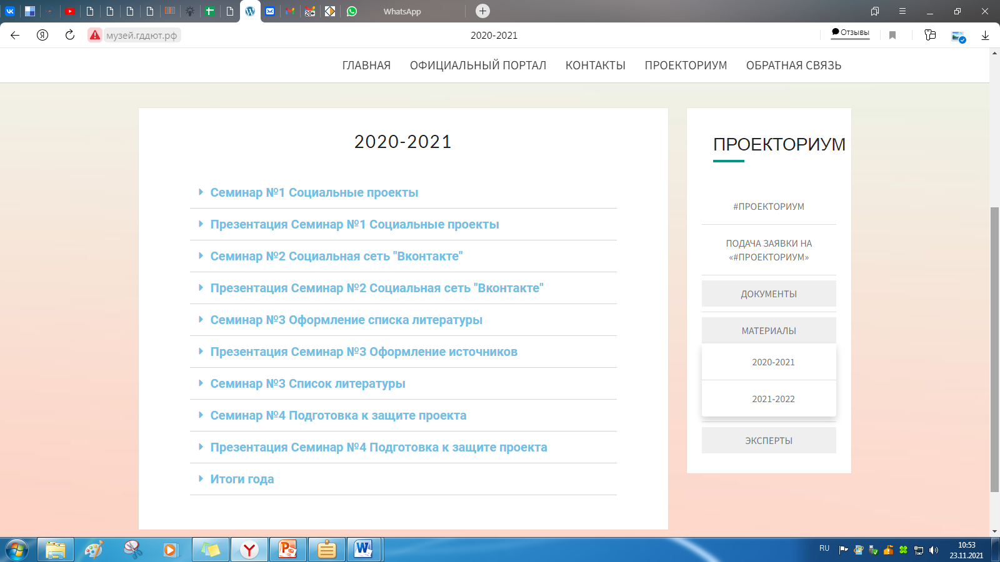 20+
WhatsApp
музей.гддют.рф
2020-2021
Отзывы
ГЛАВНАЯ ОФИЦИАЛЬНЫЙ ПОРТАЛ КОНТАКТЫ ПРОЕКТОРИУМ ОБРАТНАЯ СВЯЗЬ
2020-2021
Семинар №1 Социальные проекты
Презентация Семинар №1 Социальные проекты
Семинар №2 Социальная сеть "Вконтакте"
Презентация Семинар №2 Социальная сеть "Вконтакте"
Семинар №3 Оформление списка литературы
Презентация Семинар №3 Оформление источников
Семинар №3 Список литературы
Семинар №4 Подготовка к защите проекта
Презентация Семинар №4 Подготовка к защите проекта
Итоги года
ПРОЕКТОРИУМ
#ПРОЕКТОРИУМ
ПОДАЧА ЗАЯВКИ НА
«#ПРОЕКТОРИУМ»
ДОКУМЕНТЫ
МАТЕРИАЛЫ
2020-2021
2021-2022
ЭКСПЕРТЫ
RU
10:53
23.11.2021